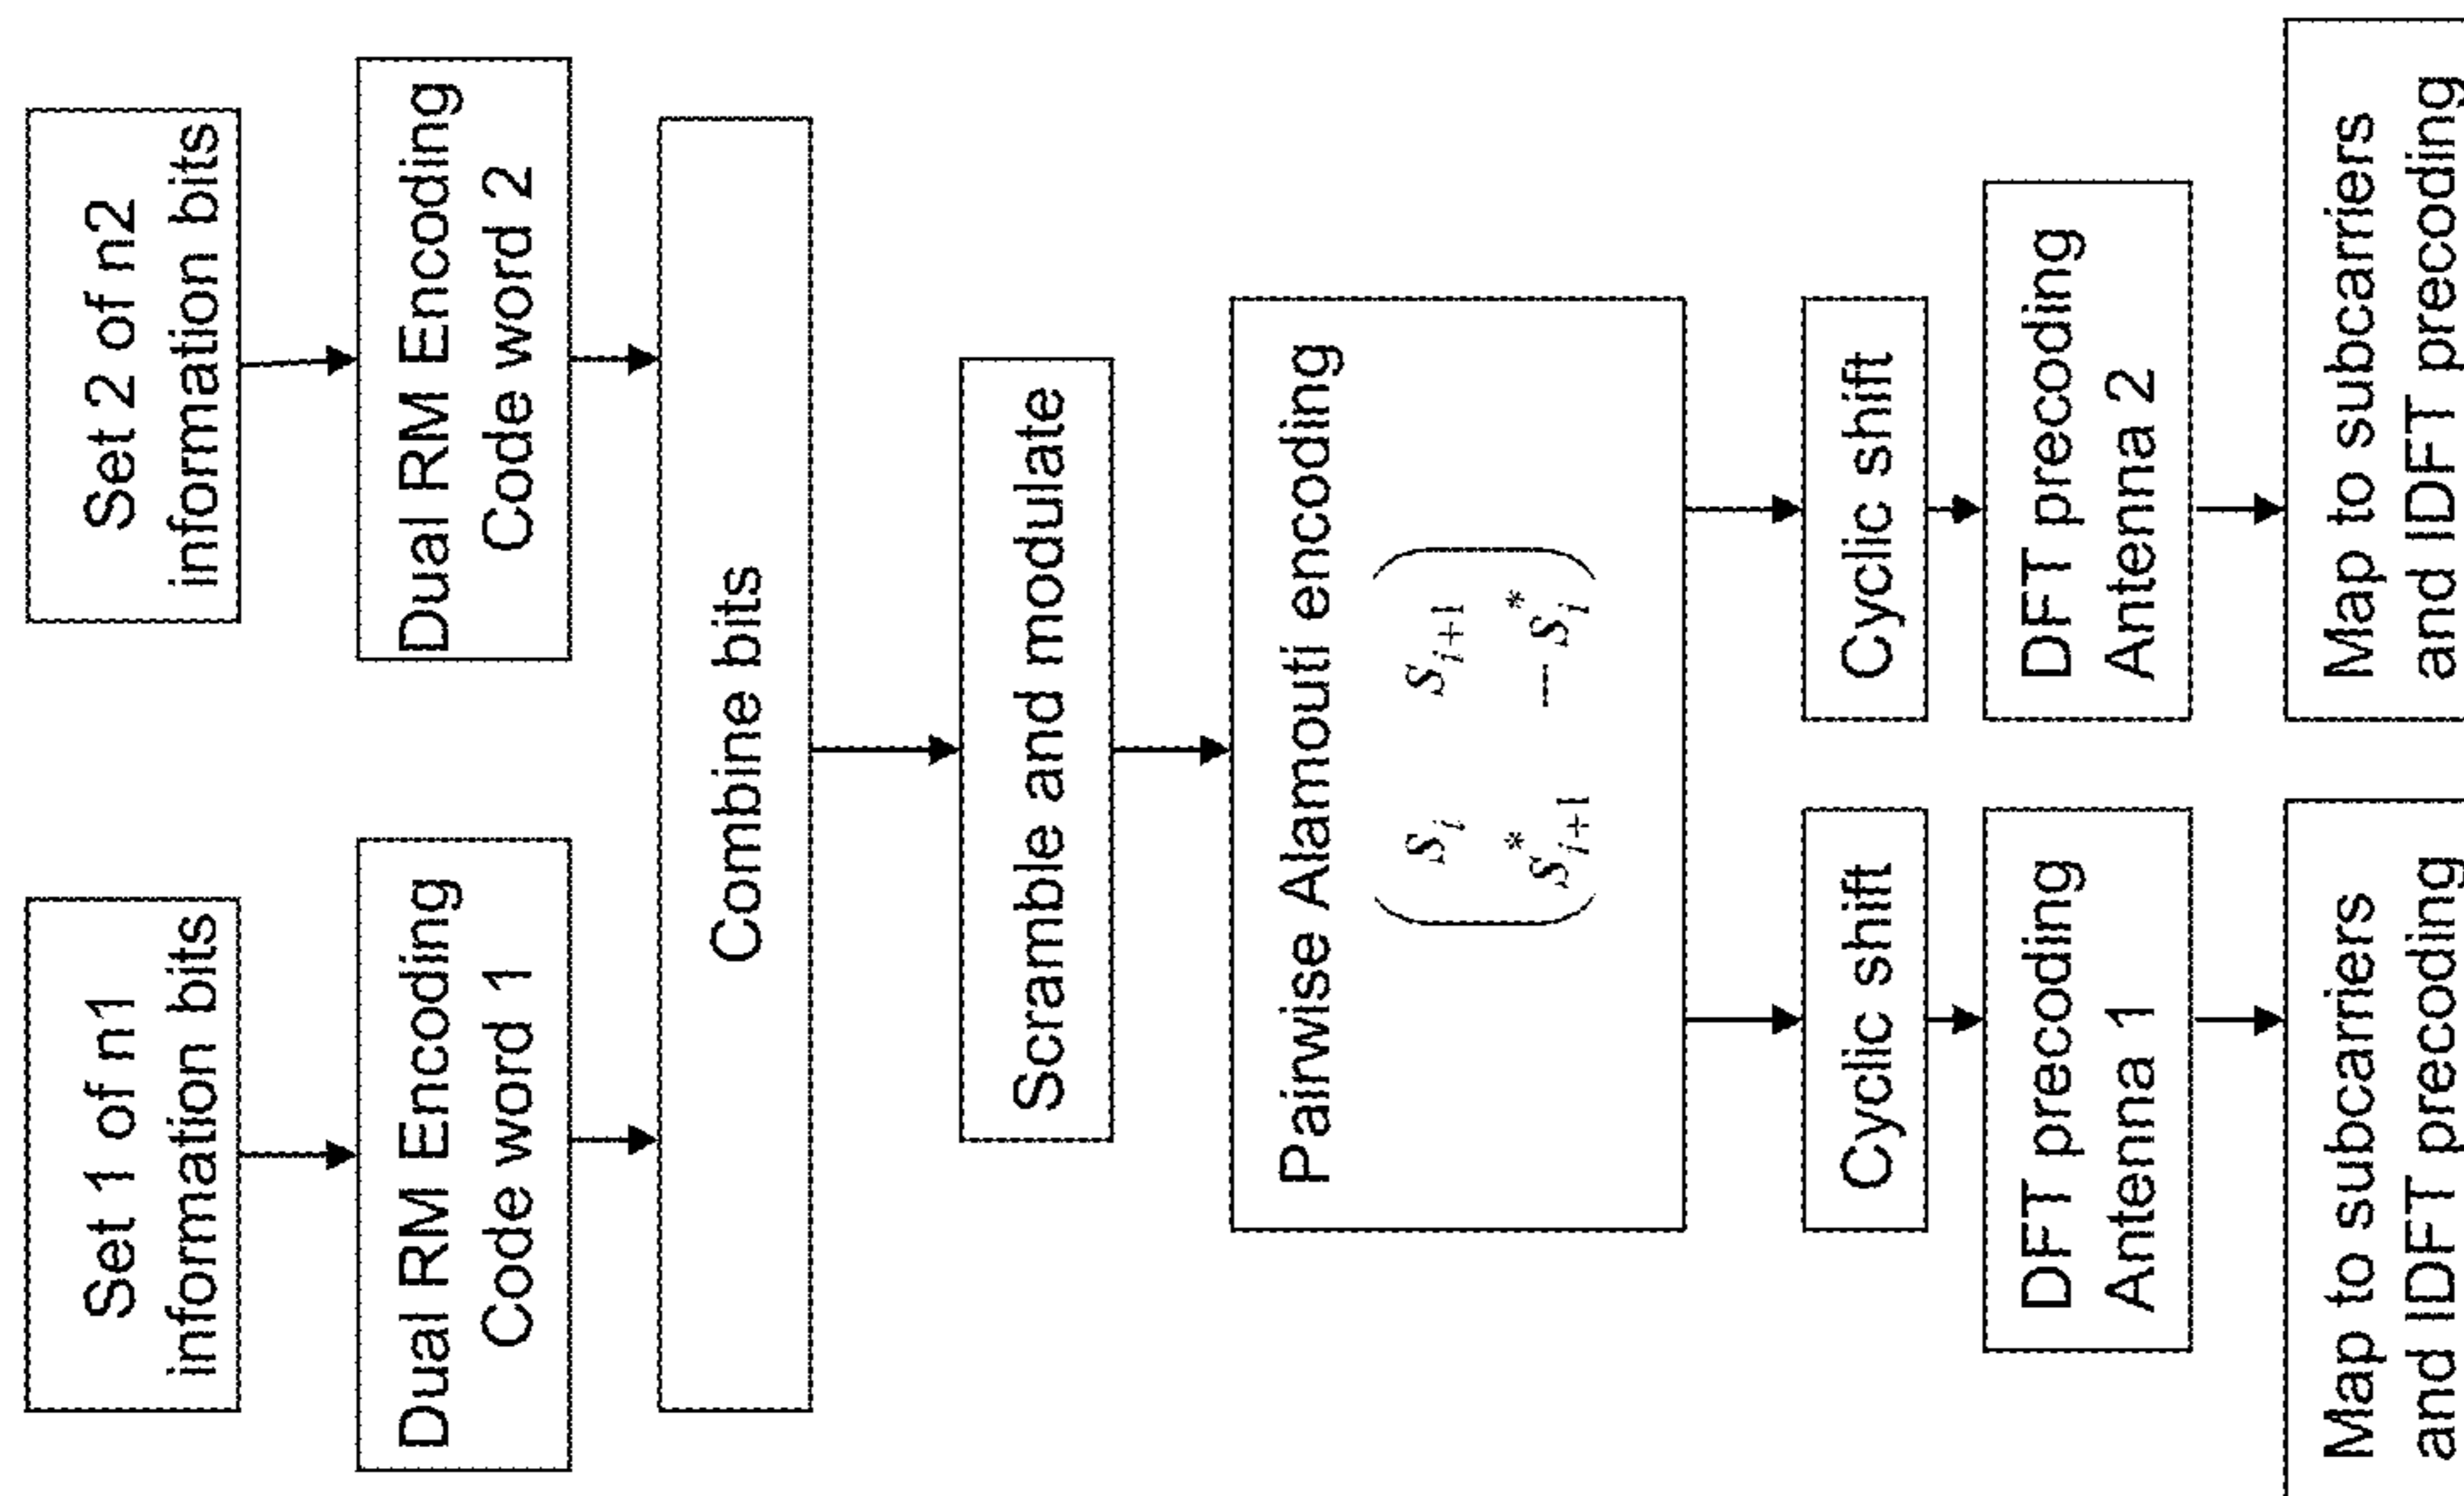 Set 1 of n1
information bits
Set 2 of n2
information bits
Dual RM Encoding
Code word 1
Dual RM Encoding
Code word 2
Combine bits
Scramble and modulate
Pairwise Alamouti encoding
( s_i s_{i+1} )
( s*_{i+1} −s_i* )
Cyclic shift
Cyclic shift
DFT precoding
Antenna 1
DFT precoding
Antenna 2
Map to subcarriers
and IDFT precoding
Map to subcarriers
and IDFT precoding